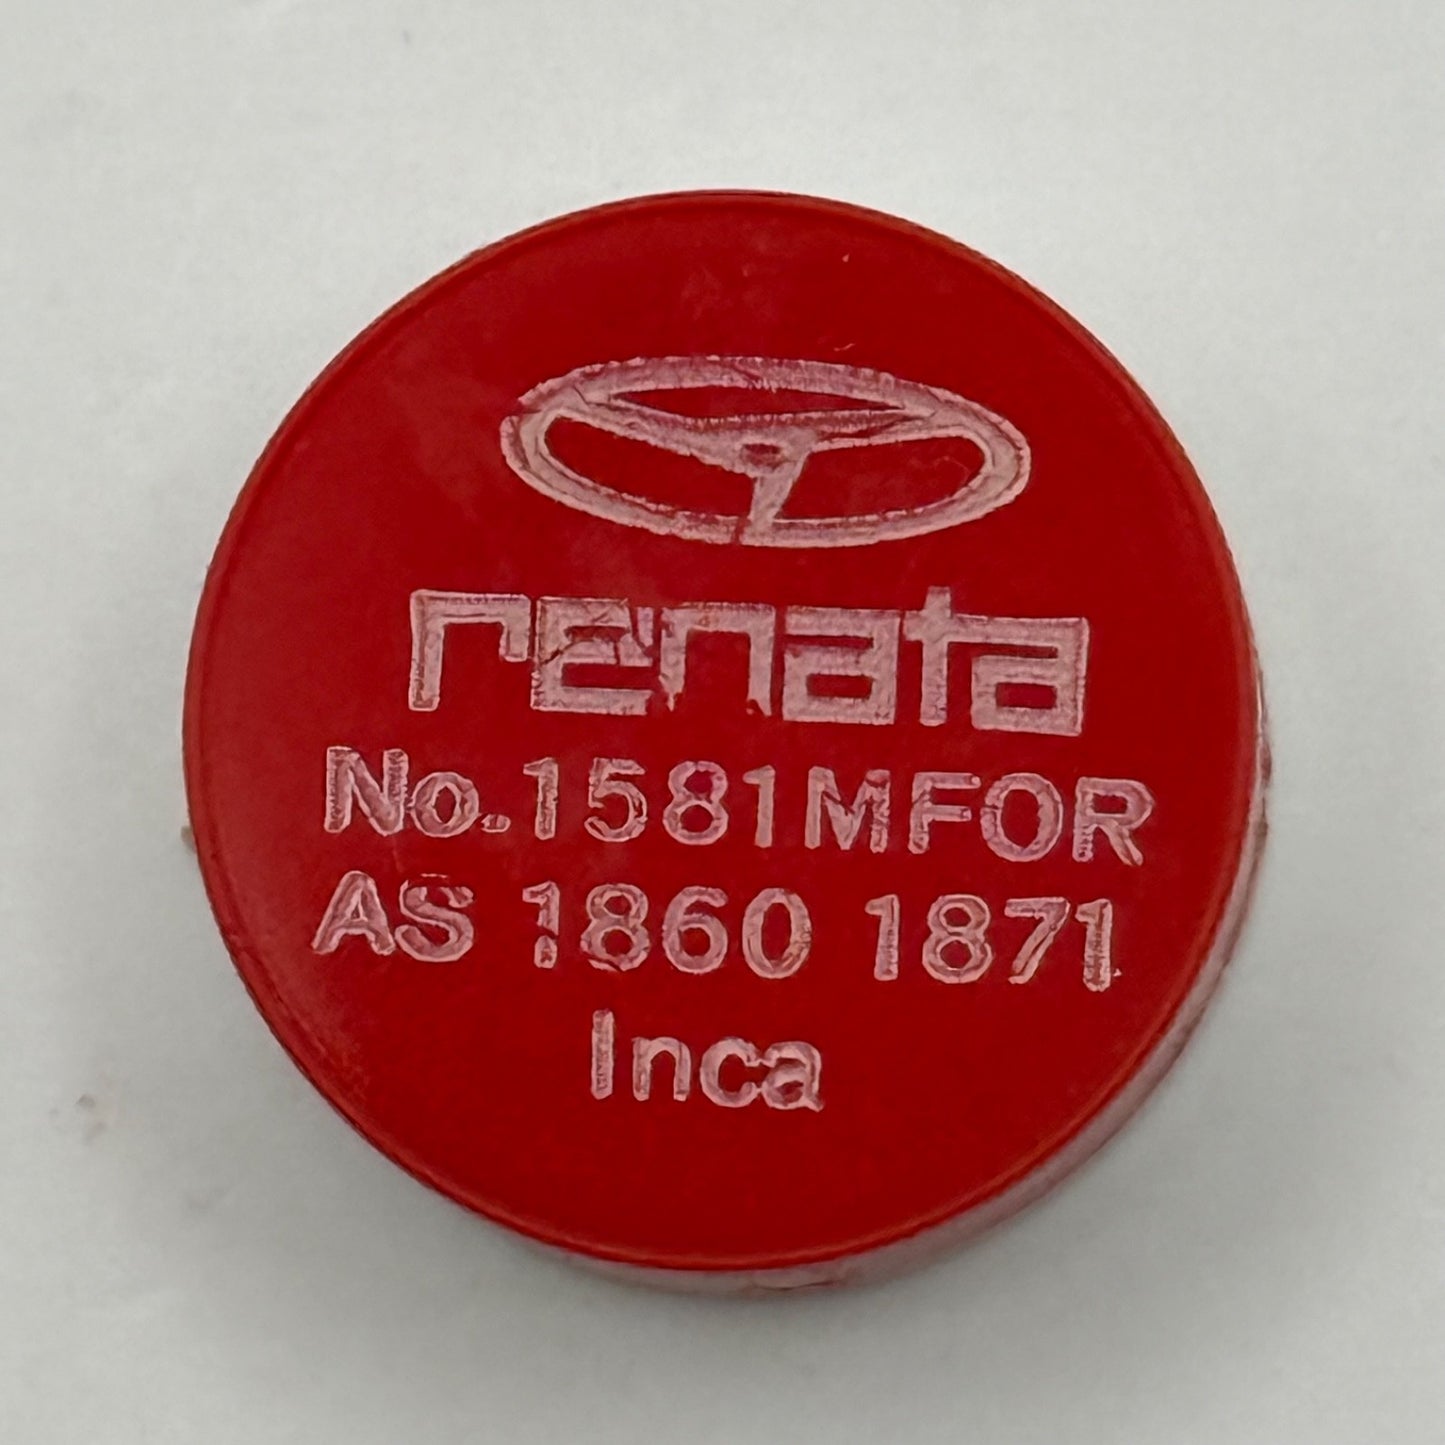 renata
No.1581MFOR
AS 1860 1871
Inca